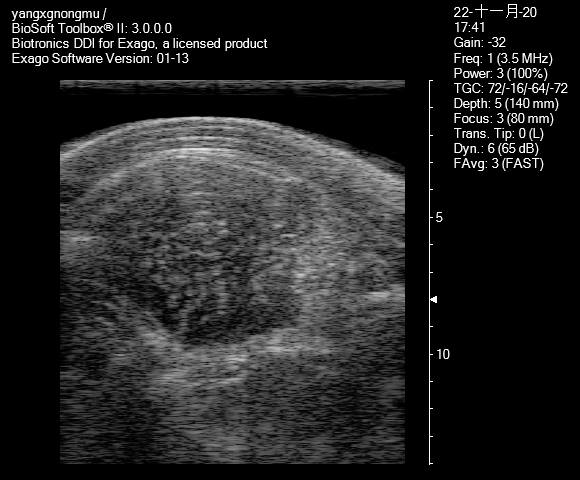 yangxgnongmu /
BioSoft Toolbox® II: 3.0.0.0
Biotronics DDI for Exago, a licensed product
Exago Software Version: 01-13
22-十一月-20
17:41
Gain: -32
Freq: 1 (3.5 MHz)
Power: 3 (100%)
TGC: 72/-16/-64/-72
Depth: 5 (140 mm)
Focus: 3 (80 mm)
Trans. Tip: 0 (L)
Dyn.: 6 (65 dB)
FAvg: 3 (FAST)
5
10